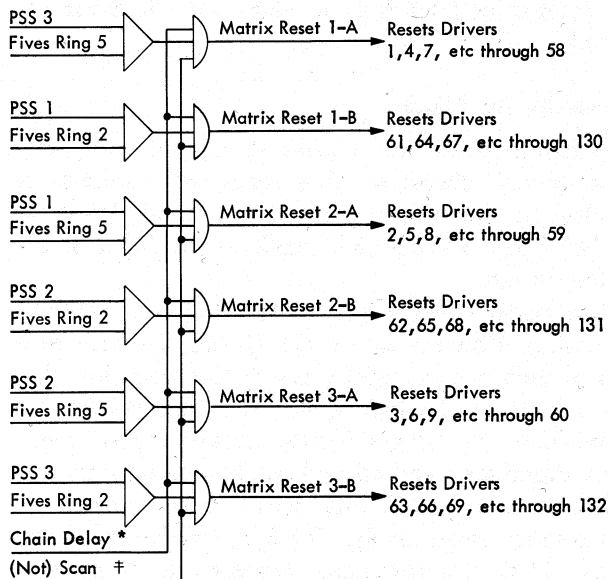 PSS 3
Fives Ring 5
Matrix Reset 1-A
Resets Drivers
1,4,7, etc through 58
PSS 1
Fives Ring 2
Matrix Reset 1-B
Resets Drivers
61,64,67, etc through 130
PSS 1
Fives Ring 5
Matrix Reset 2-A
Resets Drivers
2,5,8, etc through 59
PSS 2
Fives Ring 2
Matrix Reset 2-B
Resets Drivers
62,65,68, etc through 131
PSS 2
Fives Ring 5
Matrix Reset 3-A
Resets Drivers
3,6,9, etc through 60
PSS 3
Fives Ring 2
Matrix Reset 3-B
Resets Drivers
63,66,69, etc through 132
Chain Delay *
(Not) Scan ‡